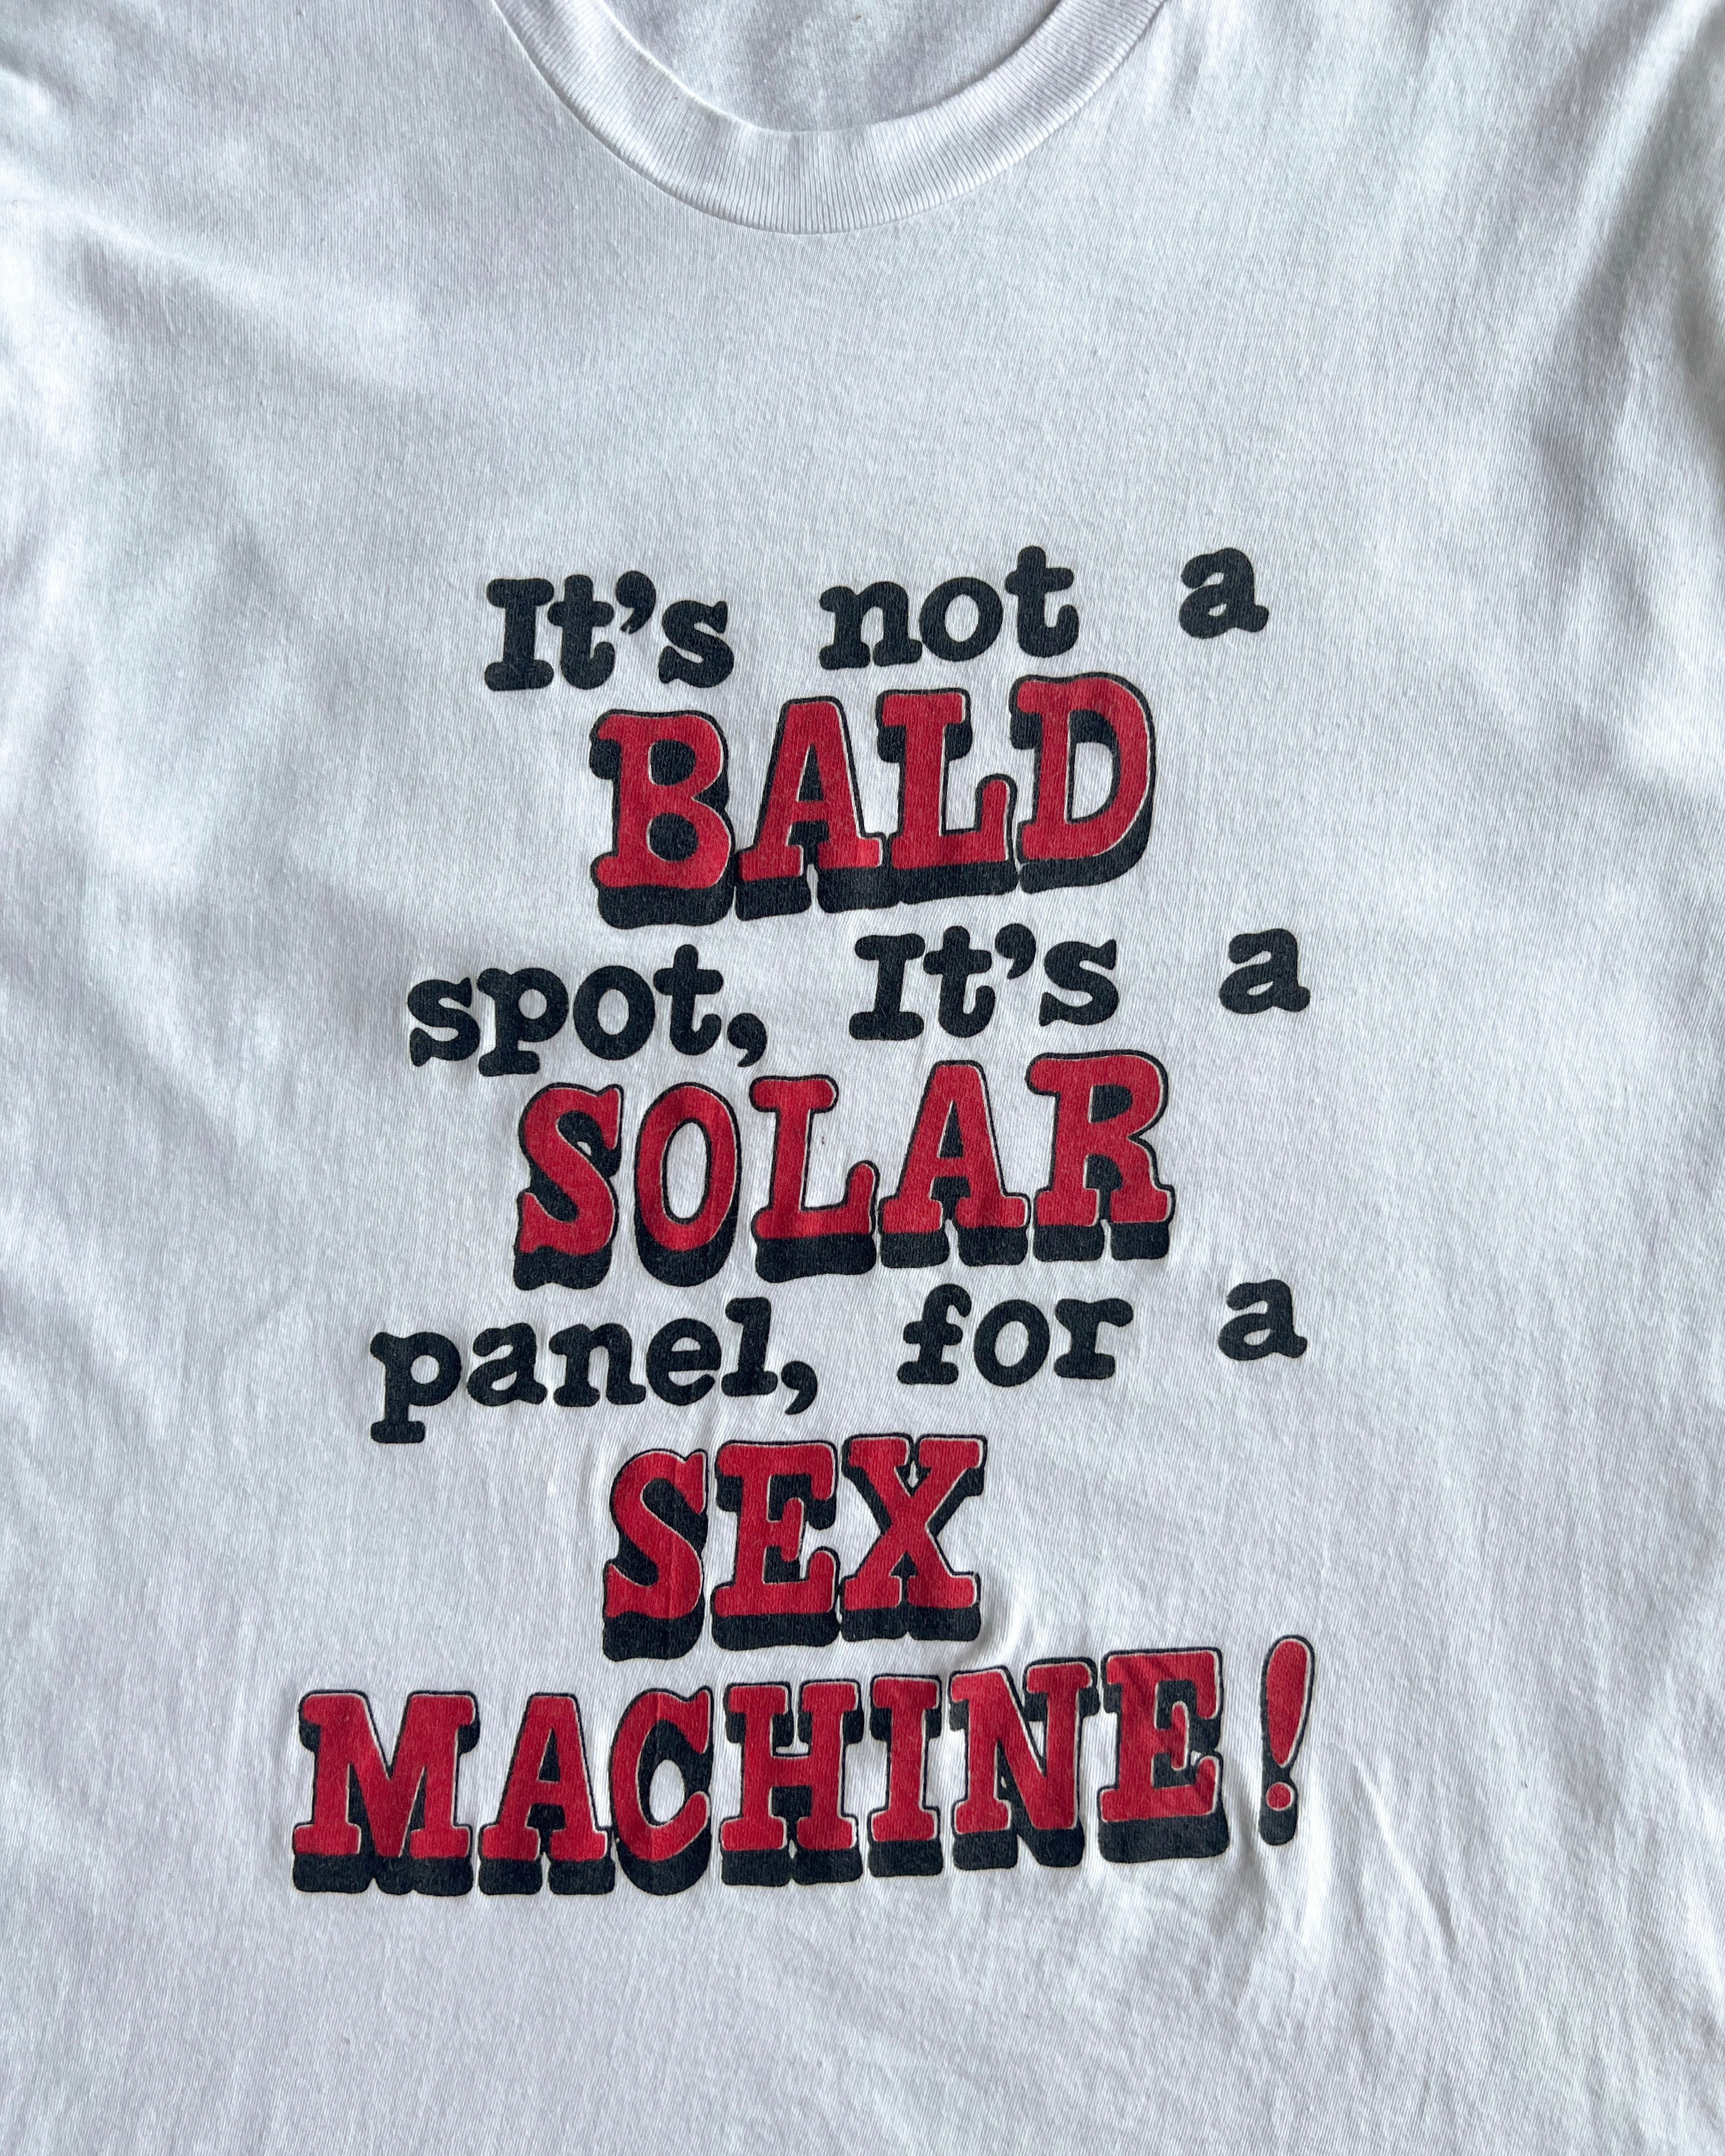 It's not a
BALD
spot, It's a
SOLAR
panel, for a
SEX
MACHINE!